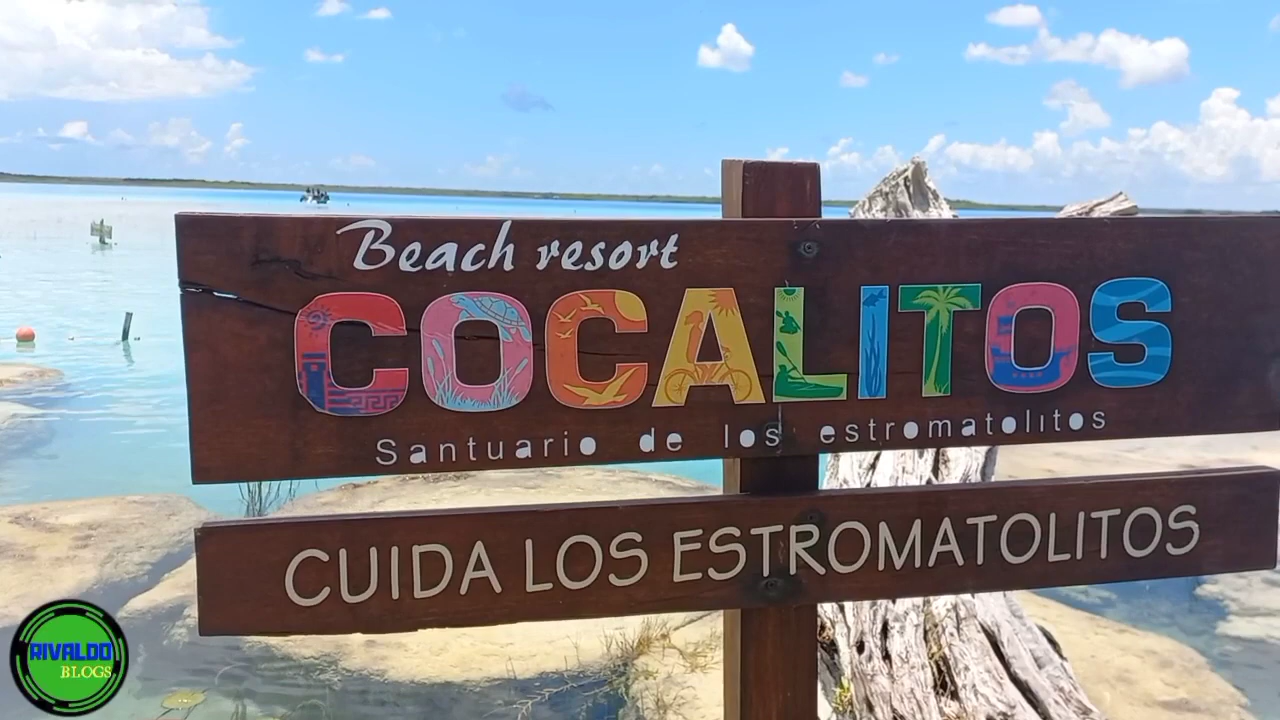 Beach resort
COCALITOS
Santuario de los estromatolitos
CUIDA LOS ESTROMATOLITOS
RIVALDO
BLOGS